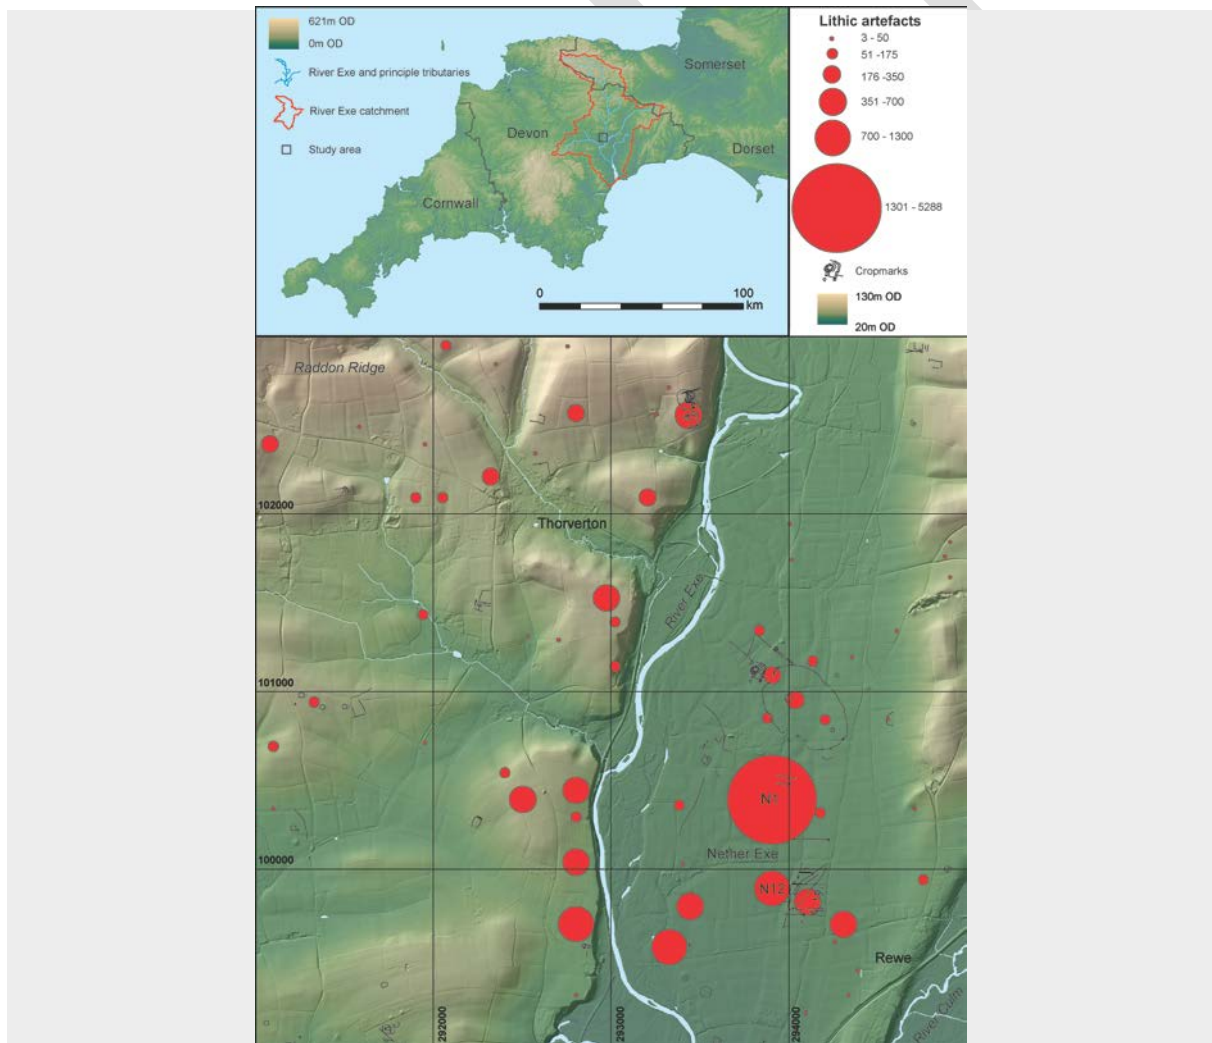 621m OD
0m OD
River Exe and principle tributaries
River Exe catchment
Study area
Somerset
Devon
Dorset
Cornwall
0 100
km
Lithic artefacts
3 - 50
51 -175
176 -350
351 -700
700 - 1300
1301 - 5288
Cropmarks
130m OD
20m OD
Raddon Ridge
102000
Thorverton
River Exe
101000
N1
100000
Nether Exe
N12
Rewe
River Culm
292000
293000
294000